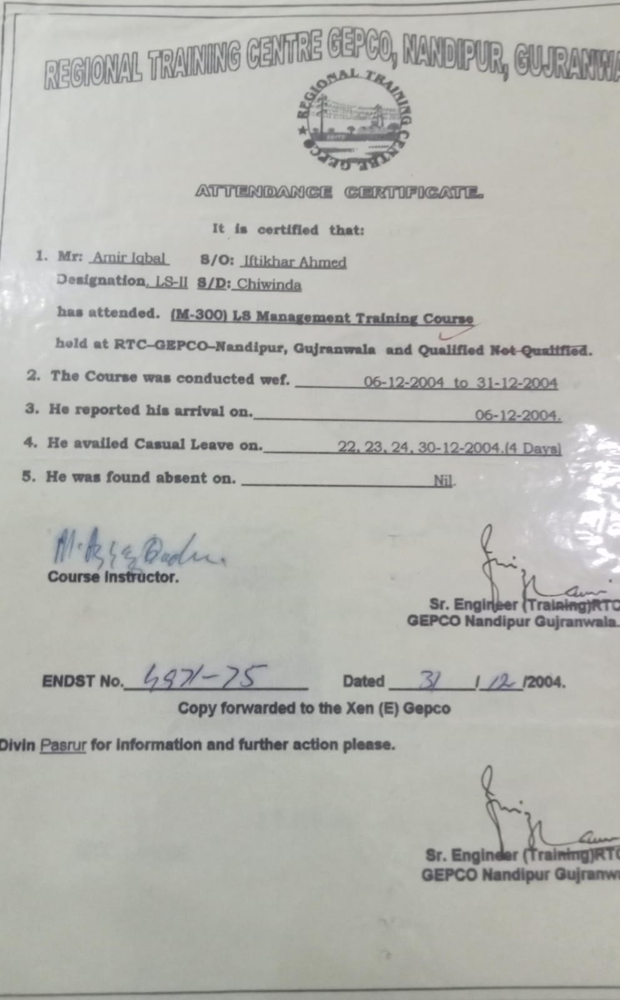 REGIONAL TRAINING CENTRE GEPCO, NANDIPUR, GUJRANWA
REGIONAL TRAINING CENTRE GEPCO
ATTENDANCE CERTIFICATE.
It is certified that:
1. Mr: Amir Iqbal S/O: Iftikhar Ahmed
Designation, LS-II S/D: Chiwinda
has attended. (M-300) LS Management Training Course
held at RTC-GEPCO-Nandipur, Gujranwala and Qualified Not Qualified.
2. The Course was conducted wef. 06-12-2004 to 31-12-2004
3. He reported his arrival on. 06-12-2004.
4. He availed Casual Leave on. 22, 23, 24, 30-12-2004.(4 Days)
5. He was found absent on. Nil.
Course Instructor.
Sr. Engineer (Training)RTC
GEPCO Nandipur Gujranwala.
ENDST No. 4971-75 Dated 31/12/2004.
Copy forwarded to the Xen (E) Gepco
Divin Pasrur for information and further action please.
Sr. Engineer (Training)RTC
GEPCO Nandipur Gujranwa